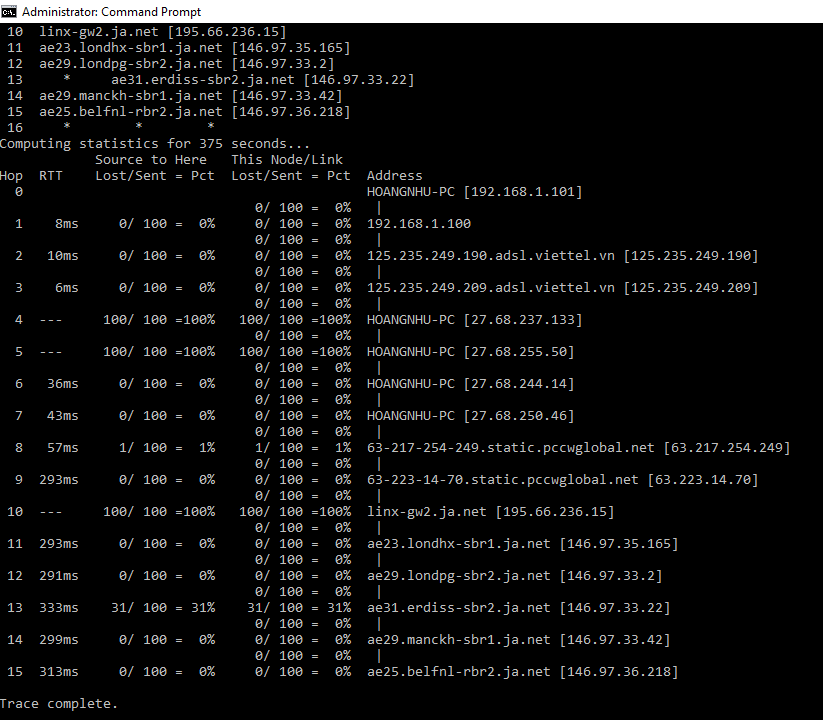 Administrator: Command Prompt
10 linx-gw2.ja.net [195.66.236.15]
11 ae23.londhx-sbr1.ja.net [146.97.35.165]
12 ae29.londpg-sbr2.ja.net [146.97.33.2]
13 * ae31.erdiss-sbr2.ja.net [146.97.33.22]
14 ae29.manckh-sbr1.ja.net [146.97.33.42]
15 ae25.belfnl-rbr2.ja.net [146.97.36.218]
16 * * *
Computing statistics for 375 seconds...
Source to Here This Node/Link
Hop RTT Lost/Sent = Pct Lost/Sent = Pct Address
0 HOANGNHU-PC [192.168.1.101]
0/ 100 = 0% |
1 8ms 0/ 100 = 0% 0/ 100 = 0% 192.168.1.100
0/ 100 = 0% |
2 10ms 0/ 100 = 0% 0/ 100 = 0% 125.235.249.190.adsl.viettel.vn [125.235.249.190]
0/ 100 = 0% |
3 6ms 0/ 100 = 0% 0/ 100 = 0% 125.235.249.209.adsl.viettel.vn [125.235.249.209]
0/ 100 = 0% |
4 --- 100/ 100 =100% 100/ 100 =100% HOANGNHU-PC [27.68.237.133]
0/ 100 = 0% |
5 --- 100/ 100 =100% 100/ 100 =100% HOANGNHU-PC [27.68.255.50]
0/ 100 = 0% |
6 36ms 0/ 100 = 0% 0/ 100 = 0% HOANGNHU-PC [27.68.244.14]
0/ 100 = 0% |
7 43ms 0/ 100 = 0% 0/ 100 = 0% HOANGNHU-PC [27.68.250.46]
0/ 100 = 0% |
8 57ms 1/ 100 = 1% 1/ 100 = 1% 63-217-254-249.static.pccwglobal.net [63.217.254.249]
0/ 100 = 0% |
9 293ms 0/ 100 = 0% 0/ 100 = 0% 63-223-14-70.static.pccwglobal.net [63.223.14.70]
0/ 100 = 0% |
10 --- 100/ 100 =100% 100/ 100 =100% linx-gw2.ja.net [195.66.236.15]
0/ 100 = 0% |
11 293ms 0/ 100 = 0% 0/ 100 = 0% ae23.londhx-sbr1.ja.net [146.97.35.165]
0/ 100 = 0% |
12 291ms 0/ 100 = 0% 0/ 100 = 0% ae29.londpg-sbr2.ja.net [146.97.33.2]
0/ 100 = 0% |
13 333ms 31/ 100 = 31% 31/ 100 = 31% ae31.erdiss-sbr2.ja.net [146.97.33.22]
0/ 100 = 0% |
14 299ms 0/ 100 = 0% 0/ 100 = 0% ae29.manckh-sbr1.ja.net [146.97.33.42]
0/ 100 = 0% |
15 313ms 0/ 100 = 0% 0/ 100 = 0% ae25.belfnl-rbr2.ja.net [146.97.36.218]
Trace complete.